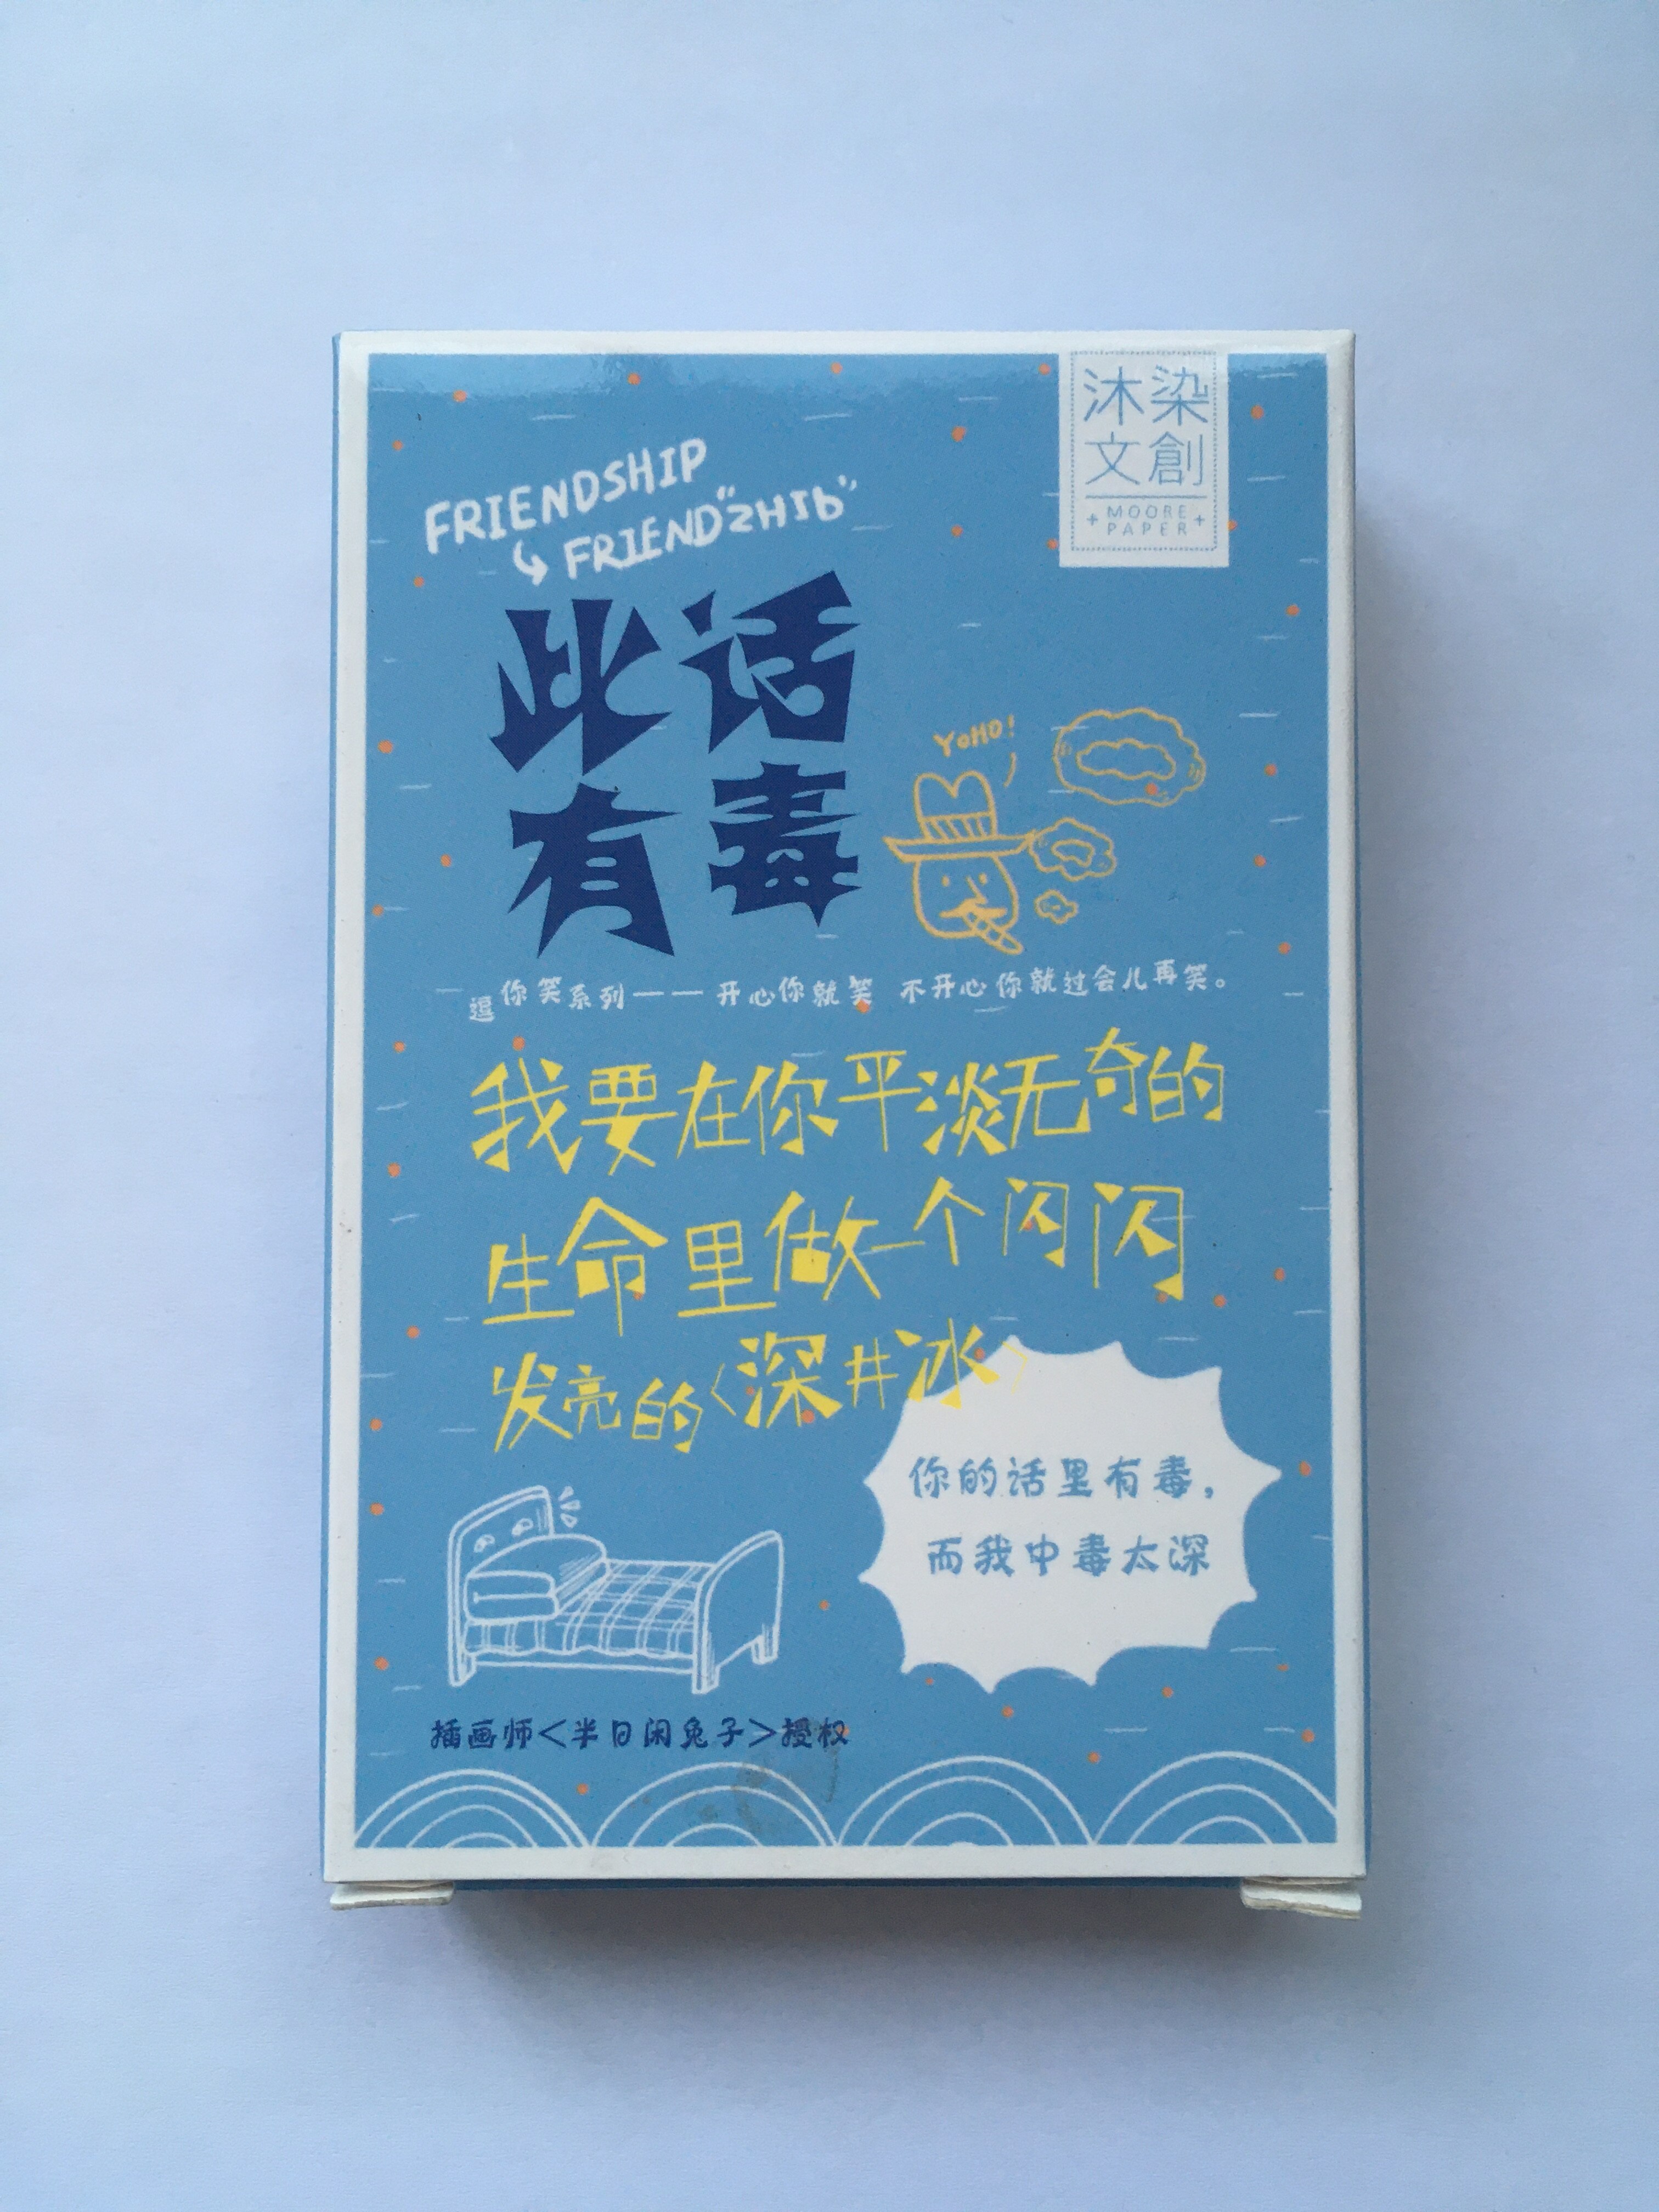 沐染
文創
MOORE
PAPER
FRIENDSHIP
FRIEND"ZHIb"
此话
有毒
YOHO!
逗你笑系列——开心你就笑 不开心你就过会儿再笑。
我要在你平淡无奇的
生命里做一个闪闪
发亮的<深井冰>
你的话里有毒,
而我中毒太深
插画师<半日闲兔子>授权